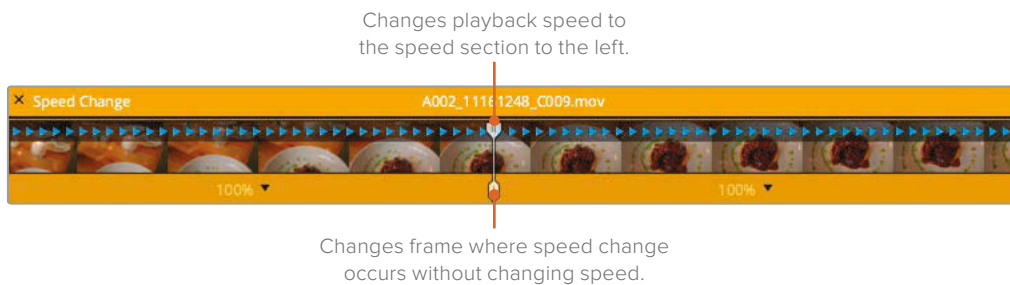 Changes playback speed to
the speed section to the left.
× Speed Change A002_11181248_C009.mov
100% ▼ 100% ▼
Changes frame where speed change
occurs without changing speed.